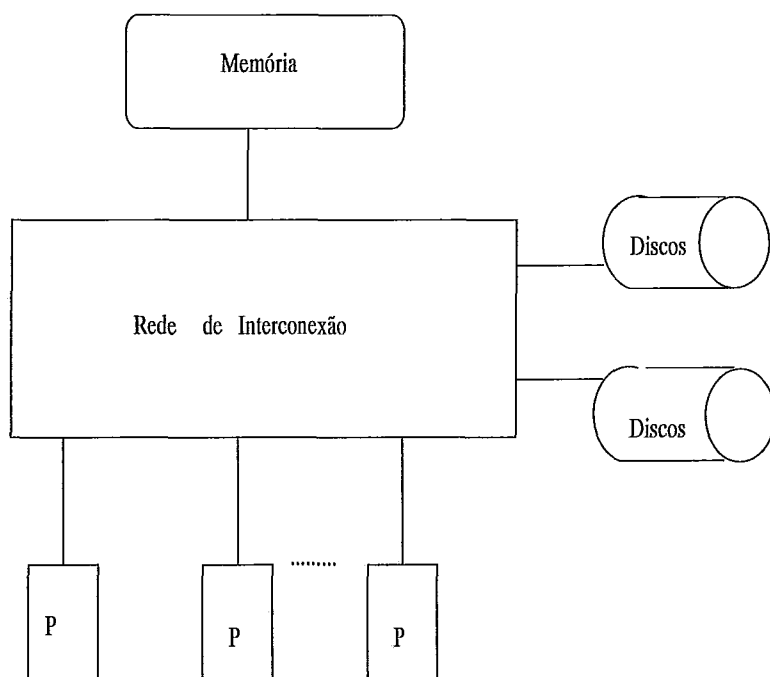 Memória
Discos
Rede de Interconexão
Discos
P
P
P